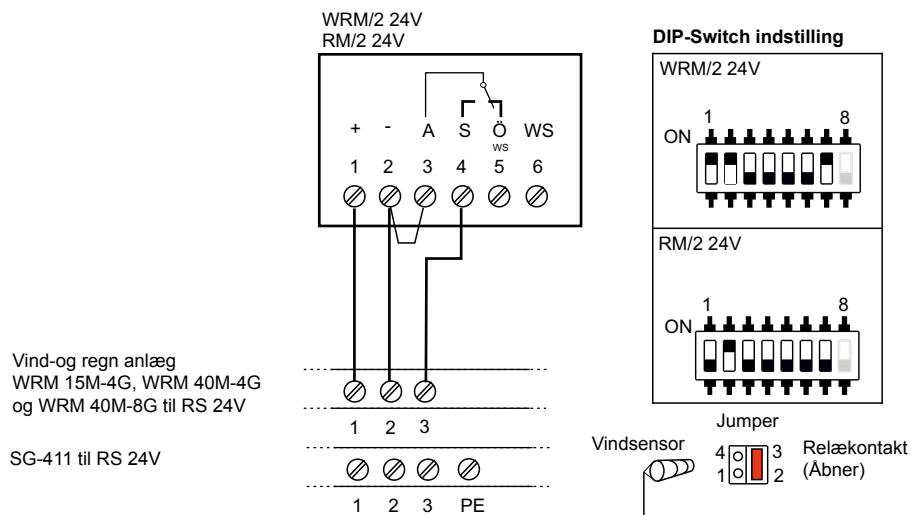 WRM/2 24V
RM/2 24V
+ - A S Ö WS
ws
1 2 3 4 5 6
DIP-Switch indstilling
WRM/2 24V
1 8
ON
RM/2 24V
1 8
ON
Vind-og regn anlæg
WRM 15M-4G, WRM 40M-4G
og WRM 40M-8G til RS 24V
1 2 3
SG-411 til RS 24V
1 2 3 PE
Jumper
Vindsensor
4 3
1 2
Relækontakt
(Åbner)